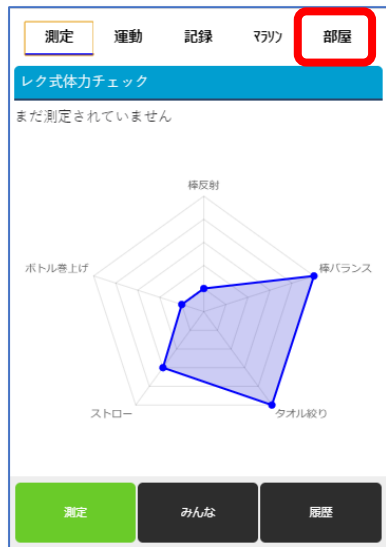 測定 運動 記録 ﾏﾗｿﾝ 部屋
レク式体力チェック
まだ測定されていません
棒反射
ボトル巻上げ 棒バランス
ストロー タオル絞り
測定 みんな 履歴